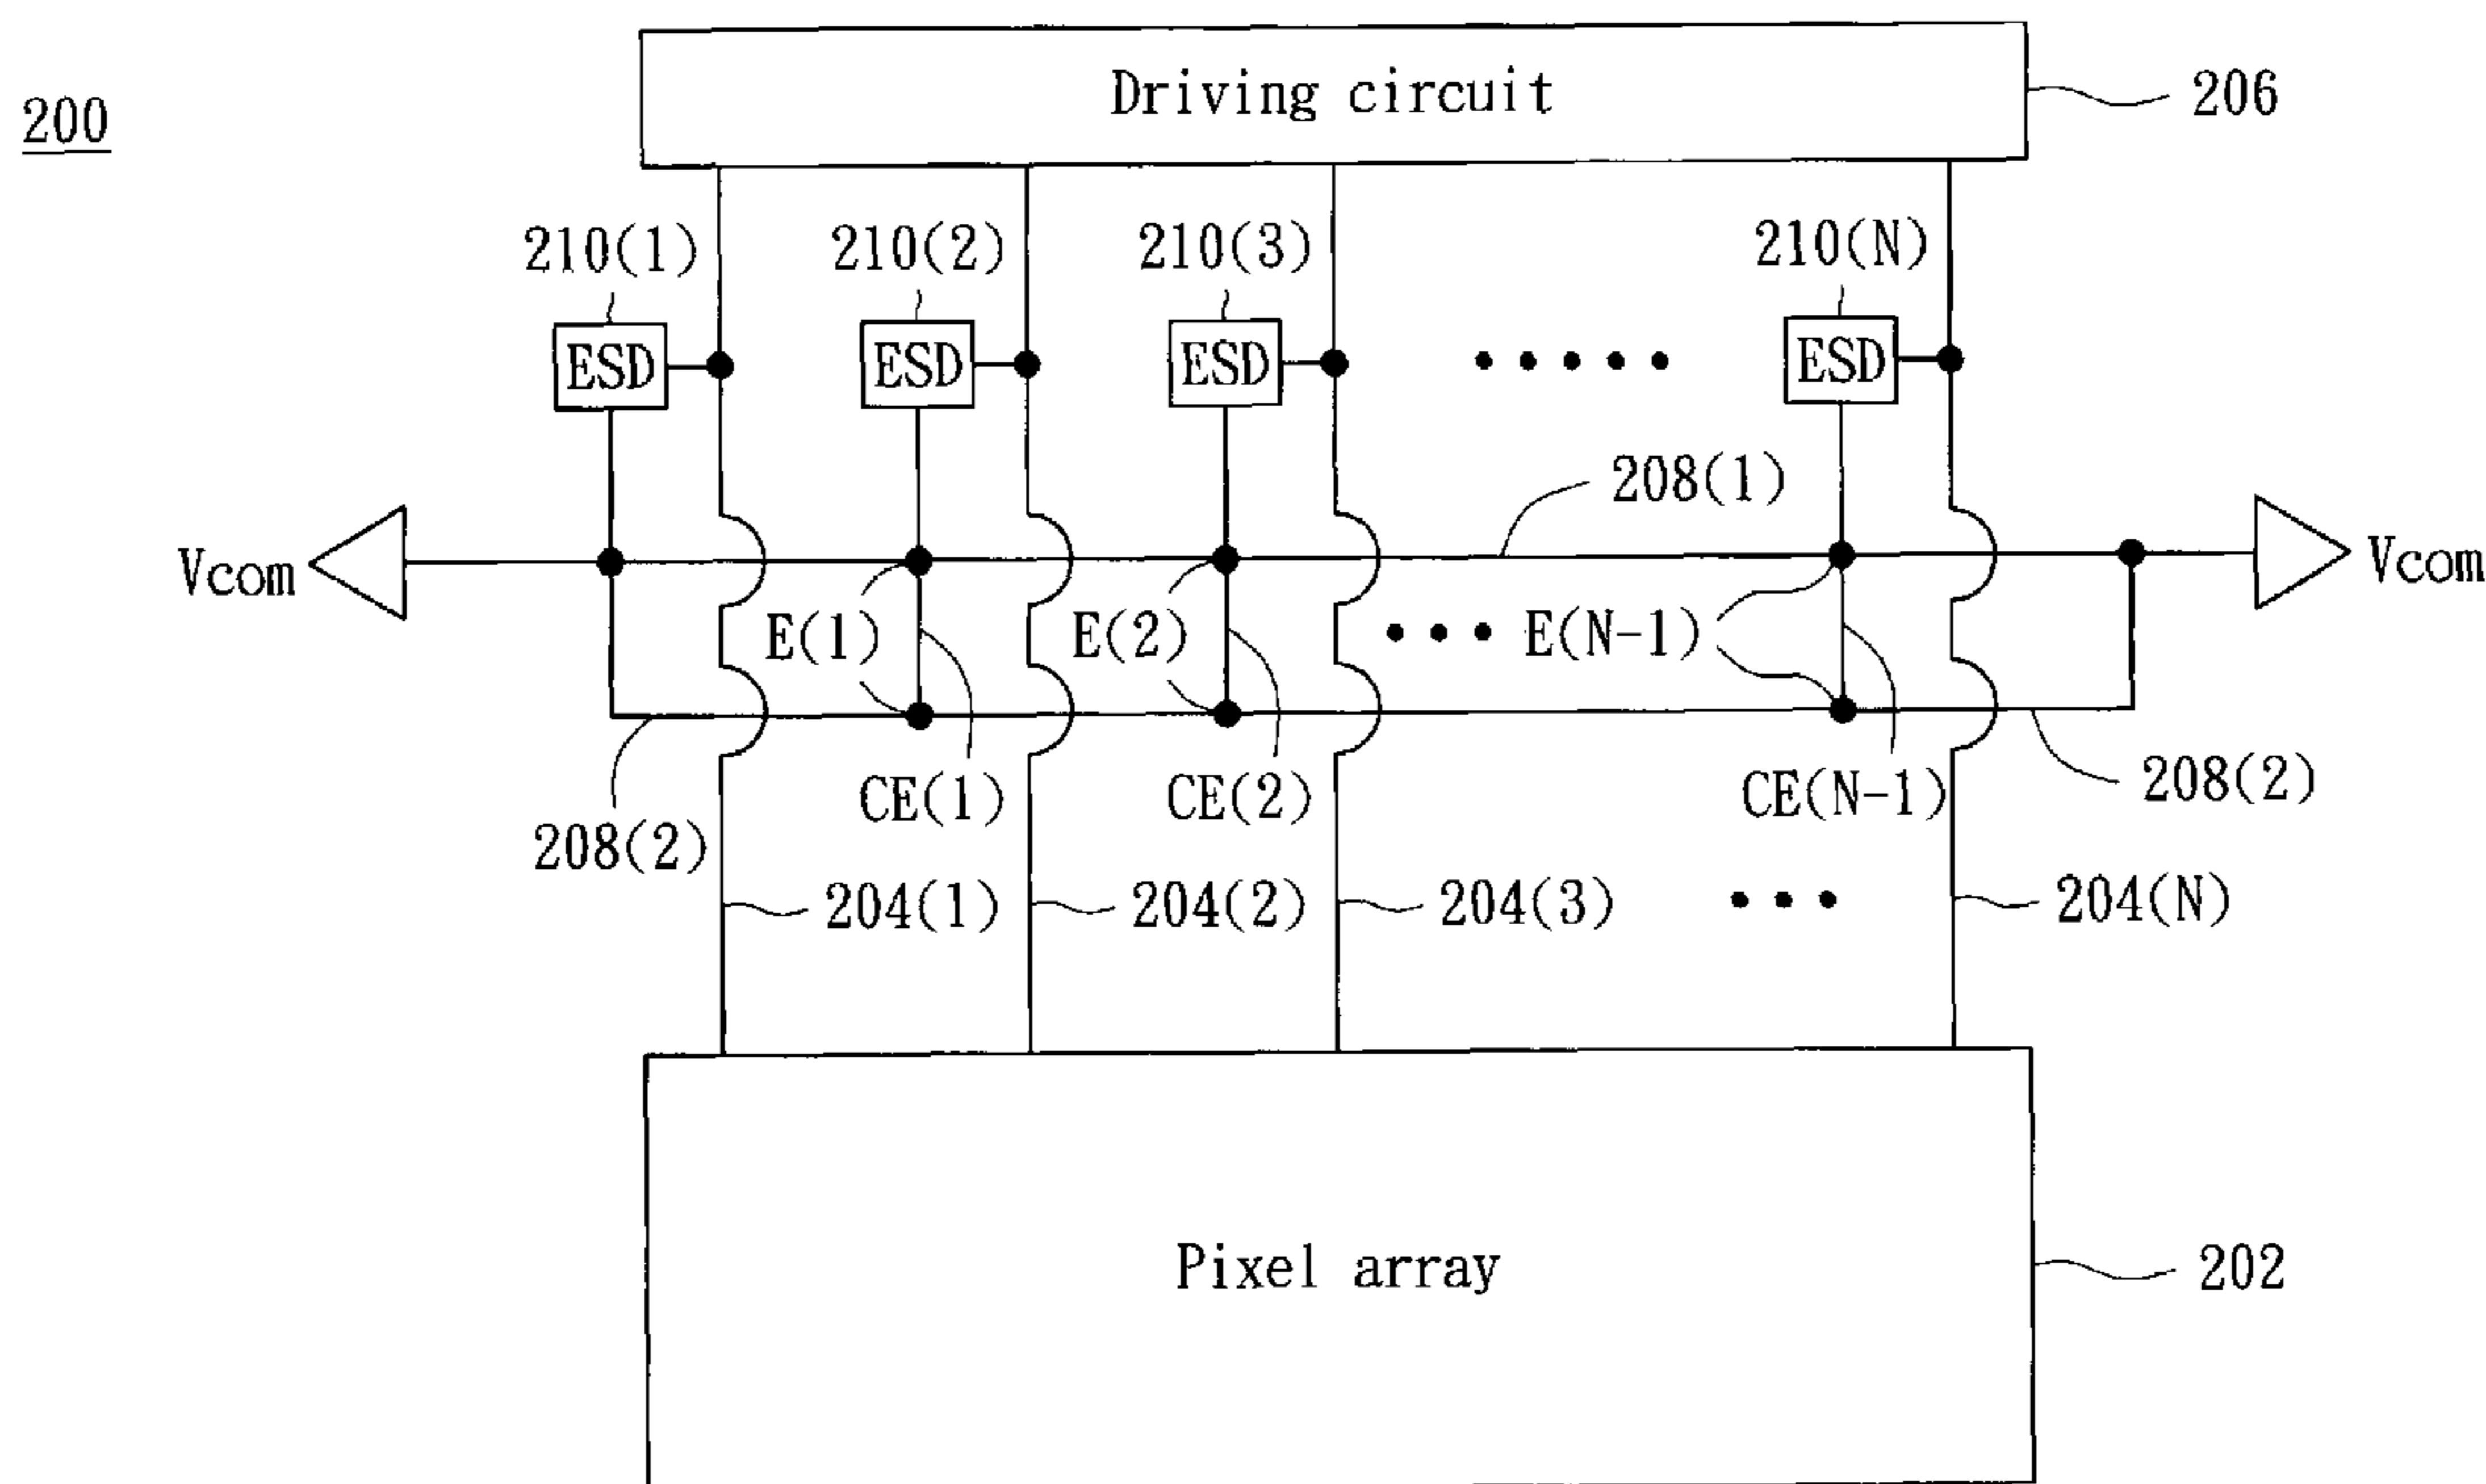 Driving circuit
206
200
210(1)
210(2)
210(3)
210(N)
ESD
ESD
ESD
ESD
208(1)
Vcom
Vcom
E(1)
E(2)
E(N-1)
CE(1)
CE(2)
CE(N-1)
208(2)
208(2)
204(1)
204(2)
204(3)
204(N)
Pixel array
202